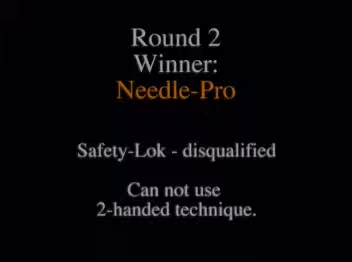 Round 2
Winner:
Needle-Pro
Safety-Lok - disqualified
Can not use
2-handed technique.